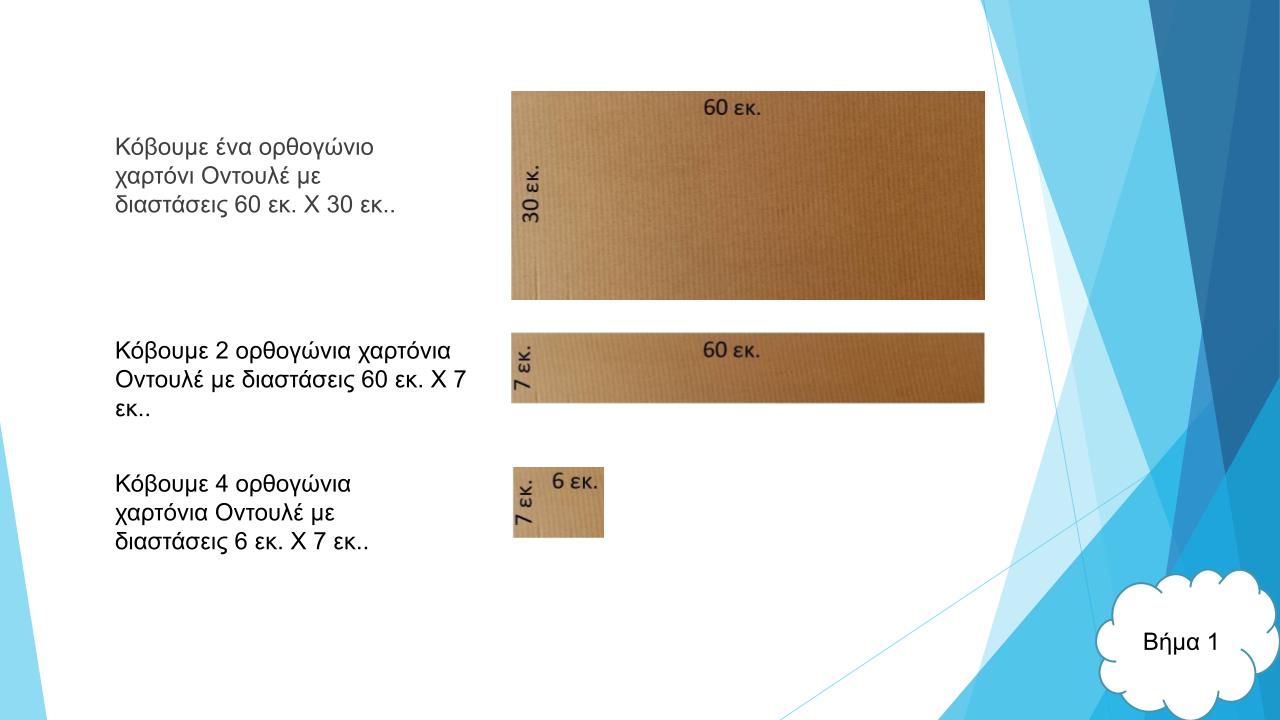 Κόβουμε ένα ορθογώνιο
χαρτόνι Οντουλέ με
διαστάσεις 60 εκ. Χ 30 εκ..
60 εκ.
30 εκ.
Κόβουμε 2 ορθογώνια χαρτόνια
Οντουλέ με διαστάσεις 60 εκ. Χ 7
εκ..
60 εκ.
7 εκ.
Κόβουμε 4 ορθογώνια
χαρτόνια Οντουλέ με
διαστάσεις 6 εκ. Χ 7 εκ..
6 εκ.
7 εκ.
Βήμα 1